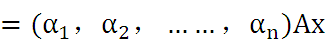 = (α₁，α₂， … …，αₙ)Ax